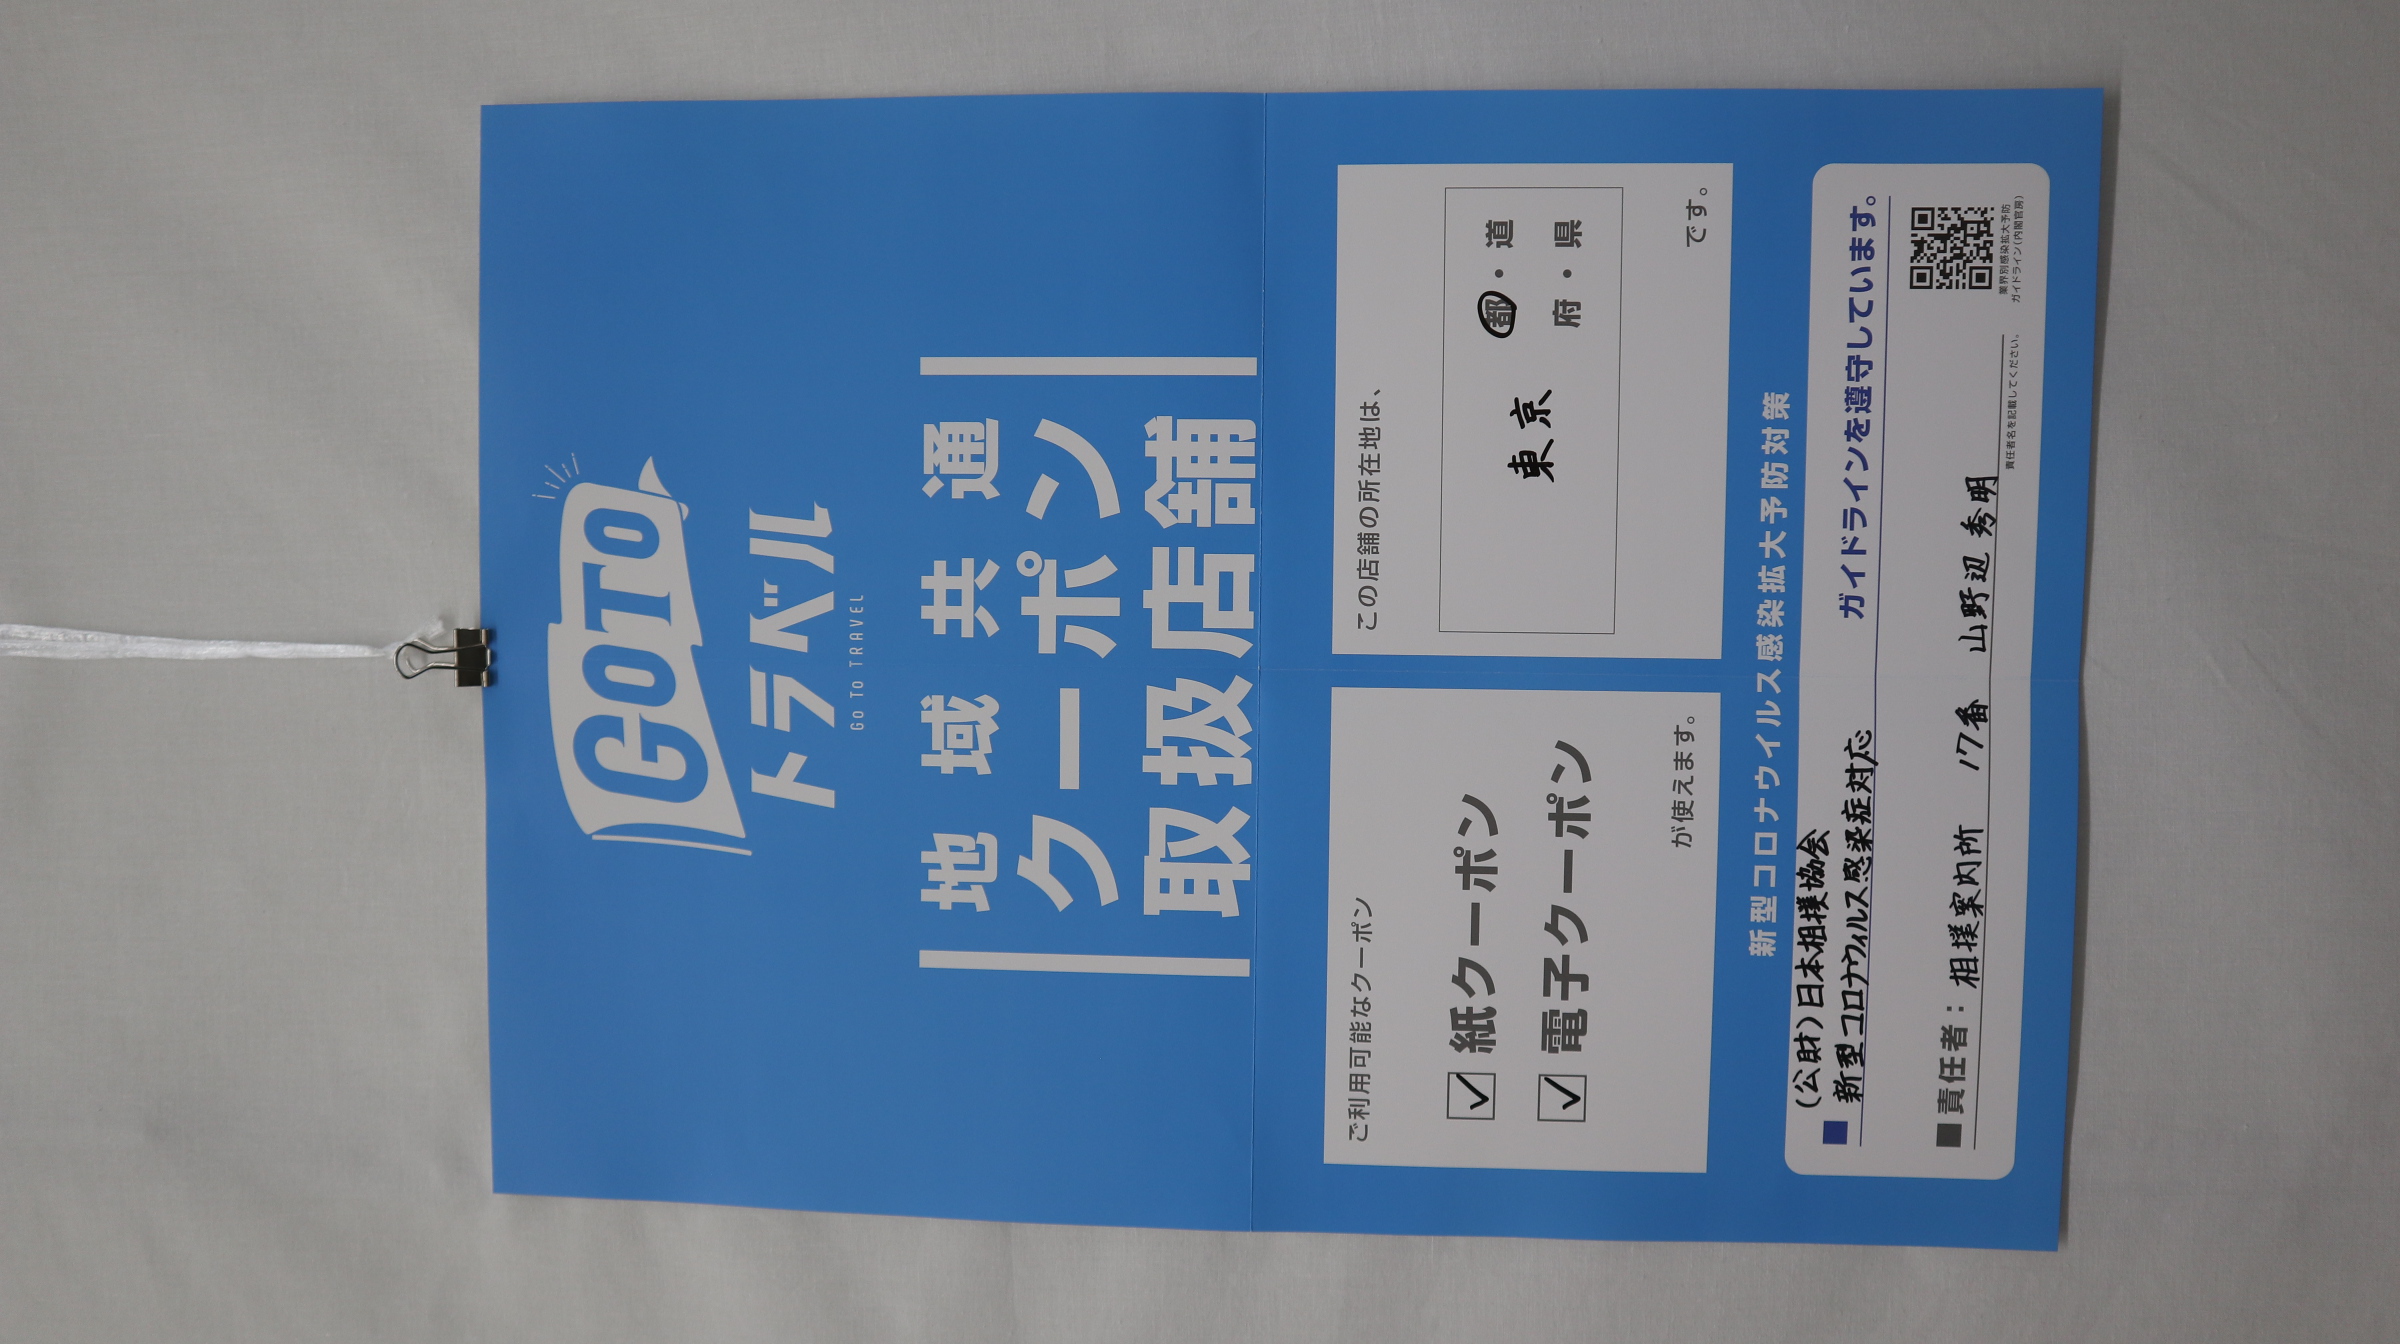 GOTO
トラベル
GO TO TRAVEL
地域共通
クーポン
取扱店舗
ご利用可能なクーポン
紙クーポン
電子クーポン
が使えます。
この店舗の所在地は、
東京
都・道
府・県
です。
新型コロナウイルス感染拡大予防対策
(公財)日本相撲協会
■新型コロナウィルス感染症対応 ガイドラインを遵守しています。
■責任者:相撲案内所 17番 山野辺秀明
責任者名を記載してください。
業界別感染拡大予防
ガイドライン(内閣官房)